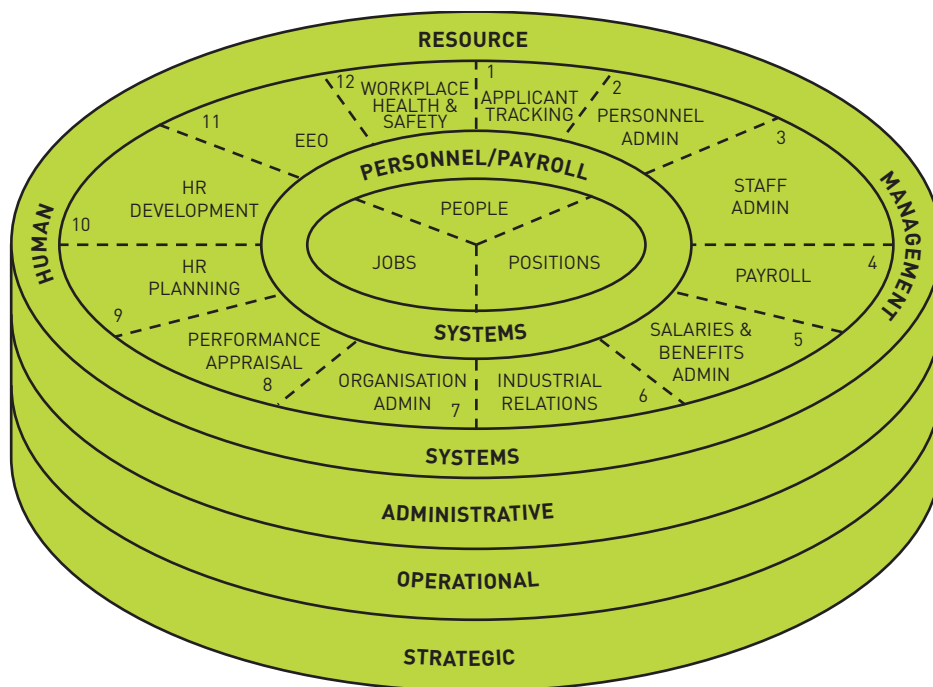 RESOURCE
HUMAN
MANAGEMENT
SYSTEMS
1
APPLICANT
TRACKING
2
PERSONNEL
ADMIN
3
STAFF
ADMIN
4
PAYROLL
5
SALARIES &
BENEFITS
ADMIN
6
INDUSTRIAL
RELATIONS
7
ORGANISATION
ADMIN
8
PERFORMANCE
APPRAISAL
9
HR
PLANNING
10
HR
DEVELOPMENT
11
EEO
12
WORKPLACE
HEALTH &
SAFETY
PERSONNEL/PAYROLL
SYSTEMS
PEOPLE
JOBS
POSITIONS
ADMINISTRATIVE
OPERATIONAL
STRATEGIC